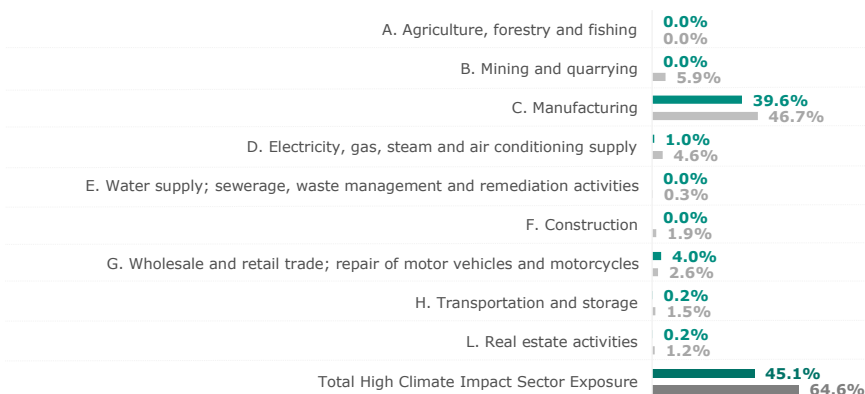 A. Agriculture, forestry and fishing
0.0%
0.0%
B. Mining and quarrying
0.0%
5.9%
C. Manufacturing
39.6%
46.7%
D. Electricity, gas, steam and air conditioning supply
1.0%
4.6%
E. Water supply; sewerage, waste management and remediation activities
0.0%
0.3%
F. Construction
0.0%
1.9%
G. Wholesale and retail trade; repair of motor vehicles and motorcycles
4.0%
2.6%
H. Transportation and storage
0.2%
1.5%
L. Real estate activities
0.2%
1.2%
Total High Climate Impact Sector Exposure
45.1%
64.6%